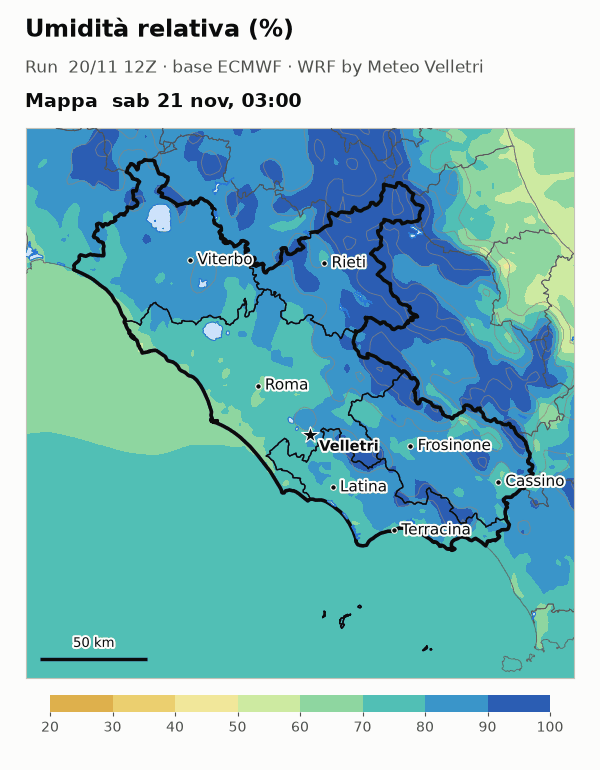 Umidità relativa (%)
Run 20/11 12Z · base ECMWF · WRF by Meteo Velletri
Mappa sab 21 nov, 03:00
Viterbo
Rieti
Roma
Velletri
Frosinone
Latina
Cassino
Terracina
50 km
20 30 40 50 60 70 80 90 100